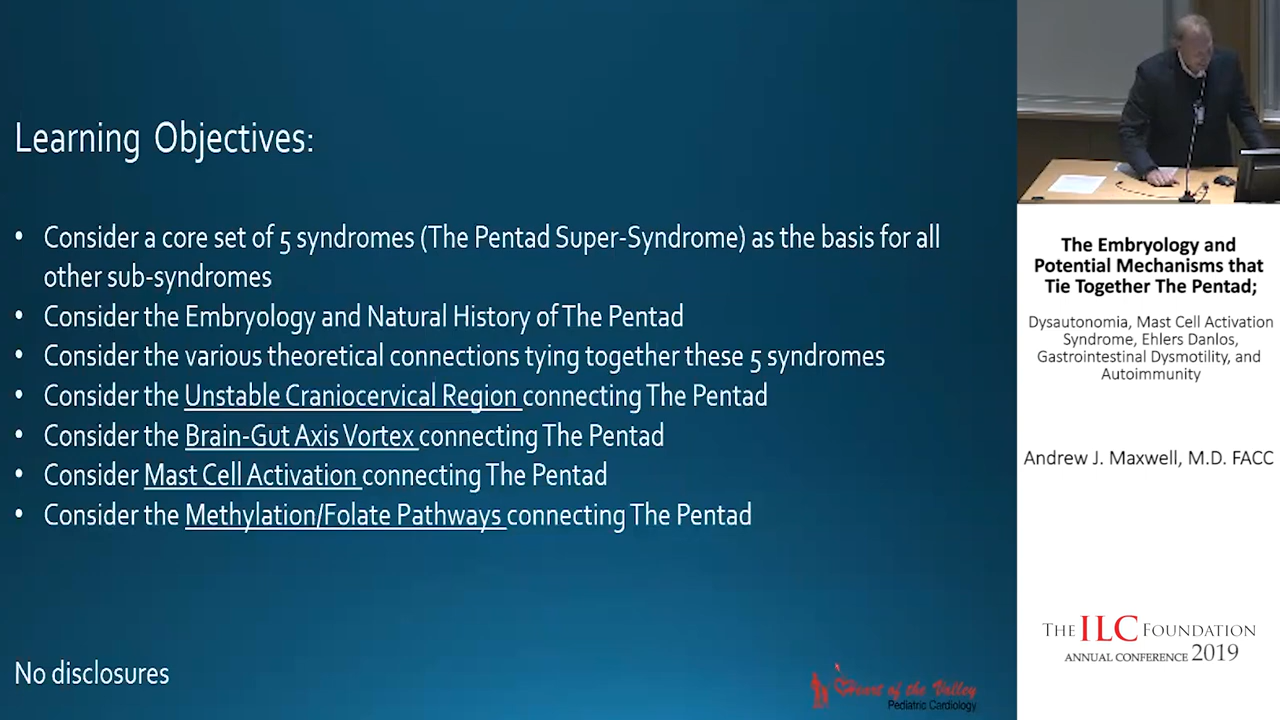 Learning Objectives:
• Consider a core set of 5 syndromes (The Pentad Super-Syndrome) as the basis for all
other sub-syndromes
• Consider the Embryology and Natural History of The Pentad
• Consider the various theoretical connections tying together these 5 syndromes
• Consider the Unstable Craniocervical Region connecting The Pentad
• Consider the Brain-Gut Axis Vortex connecting The Pentad
• Consider Mast Cell Activation connecting The Pentad
• Consider the Methylation/Folate Pathways connecting The Pentad
No disclosures
Heart of the Valley
Pediatric Cardiology
The Embryology and
Potential Mechanisms that
Tie Together The Pentad;
Dysautonomia, Mast Cell Activation
Syndrome, Ehlers Danlos,
Gastrointestinal Dysmotility, and
Autoimmunity
Andrew J. Maxwell, M.D. FACC
THE ILC FOUNDATION
ANNUAL CONFERENCE 2019